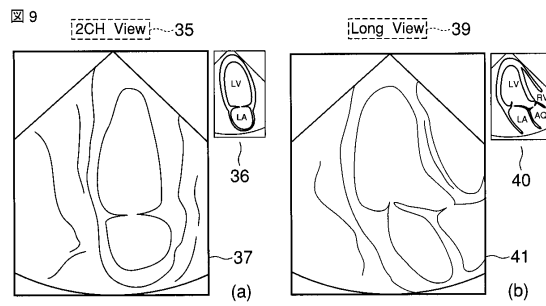 図9
2CH View 35
LV
LA
36
37
(a)
Long View 39
LV
RV
LA
AO
40
41
(b)